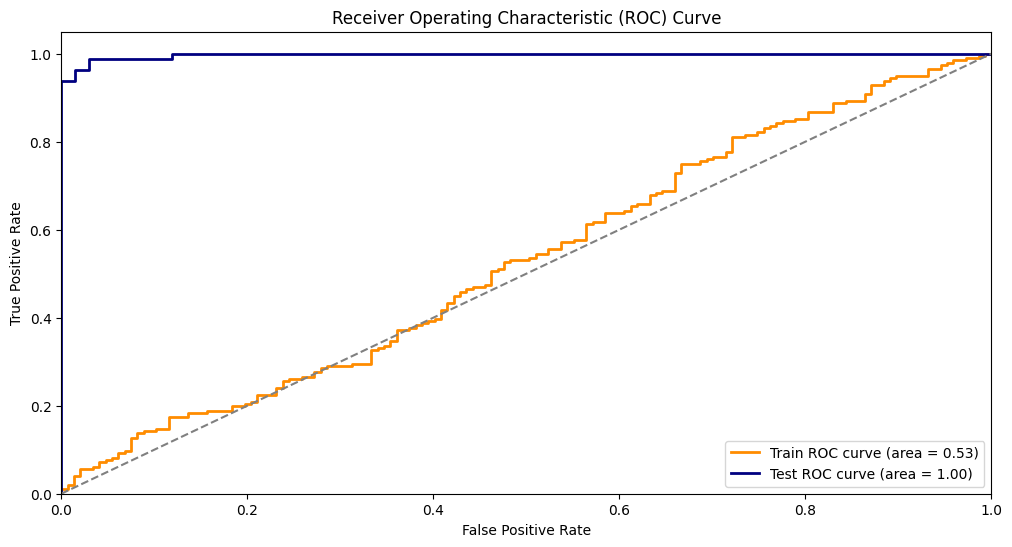 Receiver Operating Characteristic (ROC) Curve
1.0
0.8
0.6
0.4
0.2
0.0
True Positive Rate
Train ROC curve (area = 0.53)
Test ROC curve (area = 1.00)
0.0 0.2 0.4 0.6 0.8 1.0
False Positive Rate